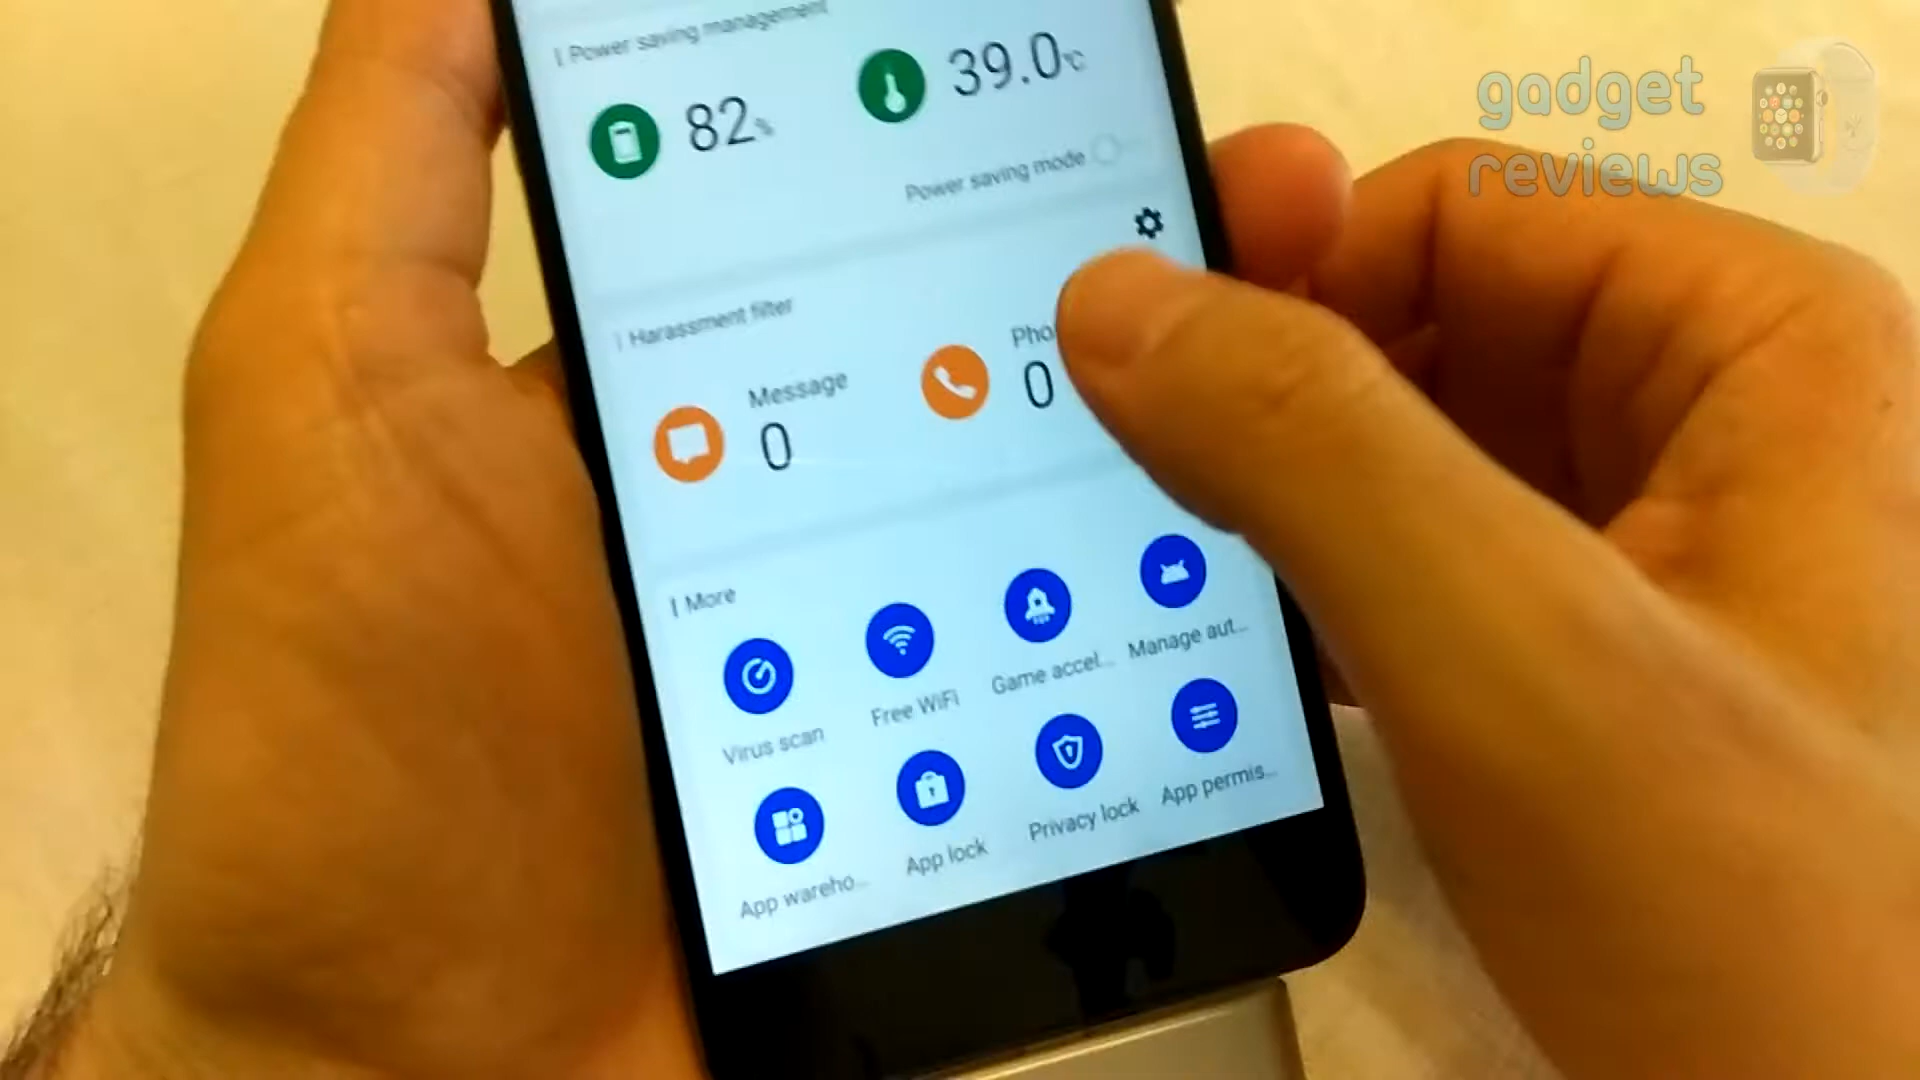 Power saving management
82%
39.0℃
Power saving mode
Harassment filter
Message
0
Pho
0
More
Virus scan
Free WiFi
Game accel...
Manage aut...
App wareho...
App lock
Privacy lock
App permis...
gadget
reviews